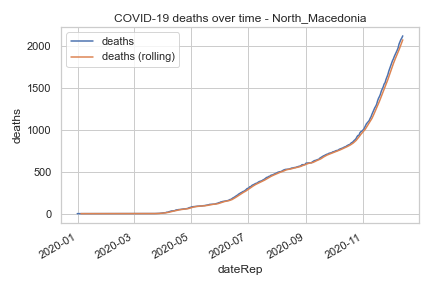 COVID-19 deaths over time - North_Macedonia
deaths
deaths (rolling)
2000
1500
1000
500
0
deaths
2020-01
2020-03
2020-05
2020-07
2020-09
2020-11
dateRep